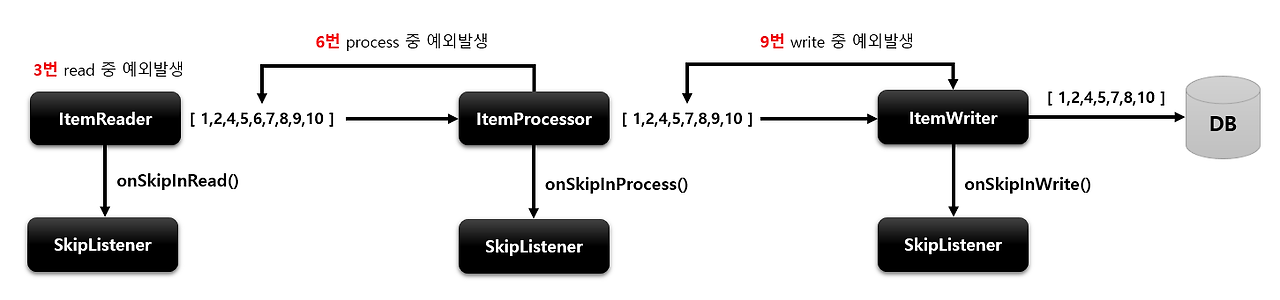 6번 process 중 예외발생
9번 write 중 예외발생
3번 read 중 예외발생
ItemReader
[ 1,2,4,5,6,7,8,9,10 ]
ItemProcessor
[ 1,2,4,5,7,8,9,10 ]
ItemWriter
[ 1,2,4,5,7,8,10 ]
DB
onSkipInRead()
onSkipInProcess()
onSkipInWrite()
SkipListener
SkipListener
SkipListener